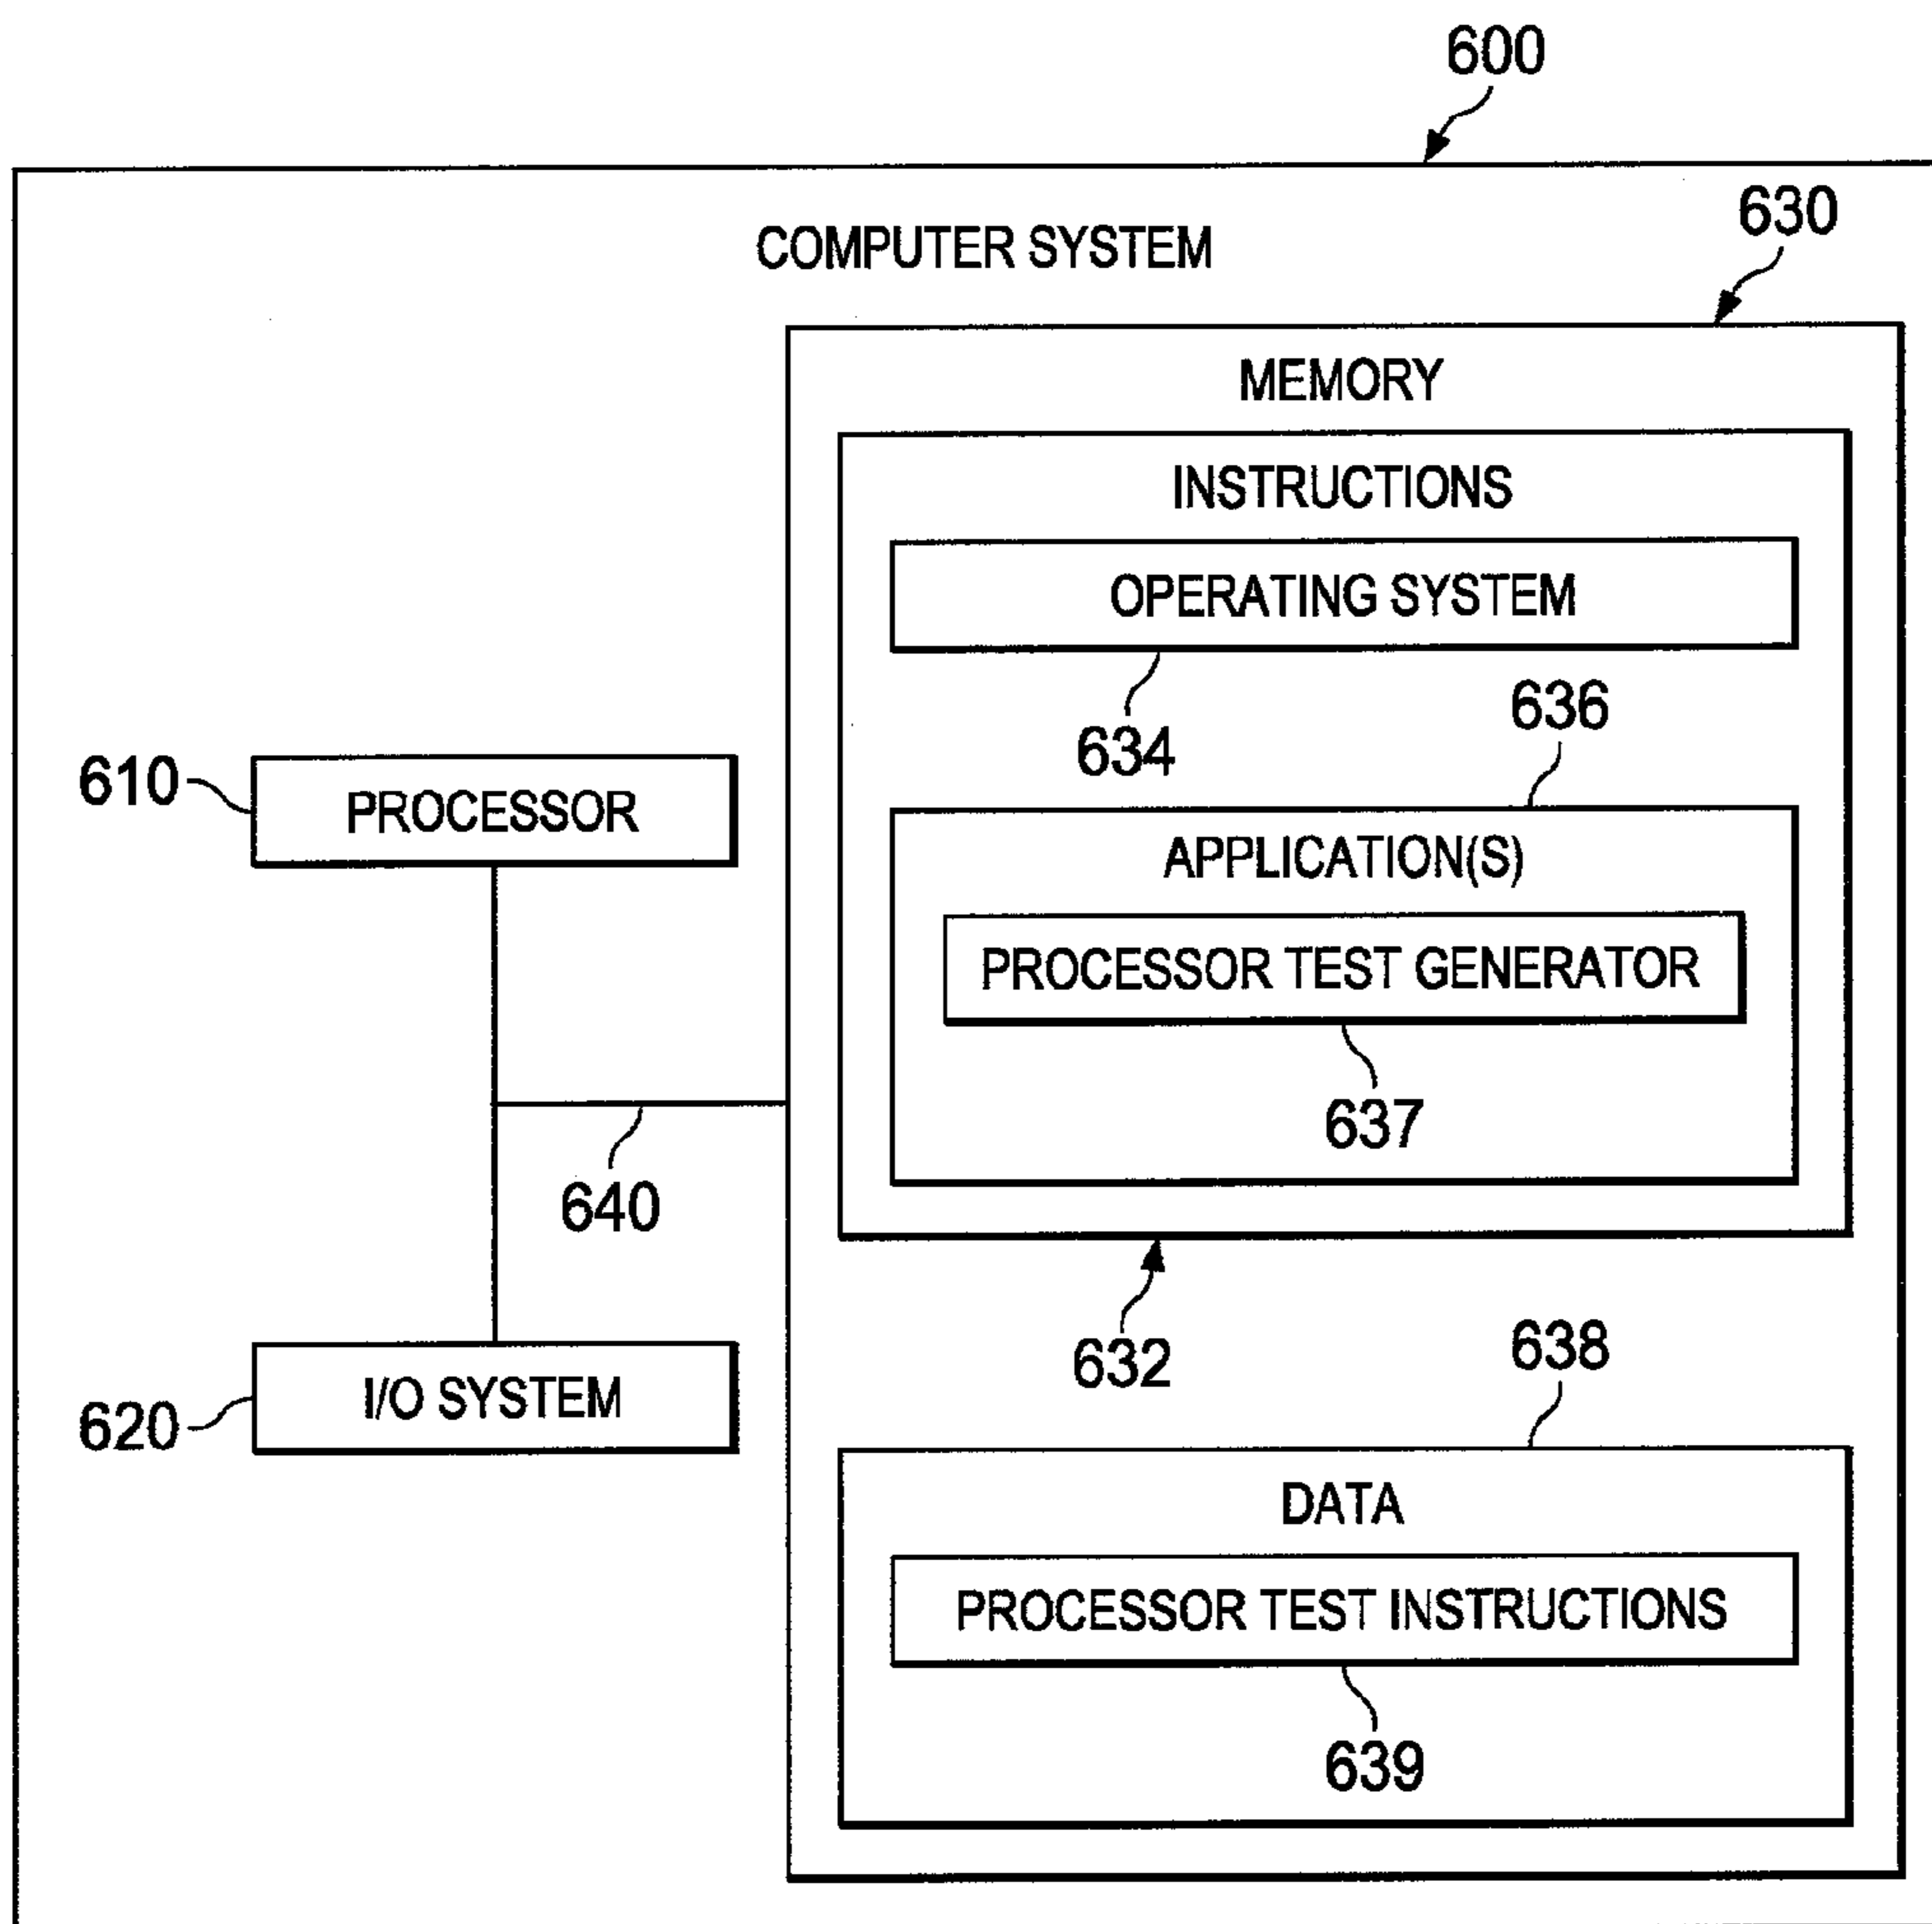 600
COMPUTER SYSTEM
630
MEMORY
INSTRUCTIONS
OPERATING SYSTEM
634
636
610
PROCESSOR
APPLICATION(S)
PROCESSOR TEST GENERATOR
637
640
632
638
620
I/O SYSTEM
DATA
PROCESSOR TEST INSTRUCTIONS
639